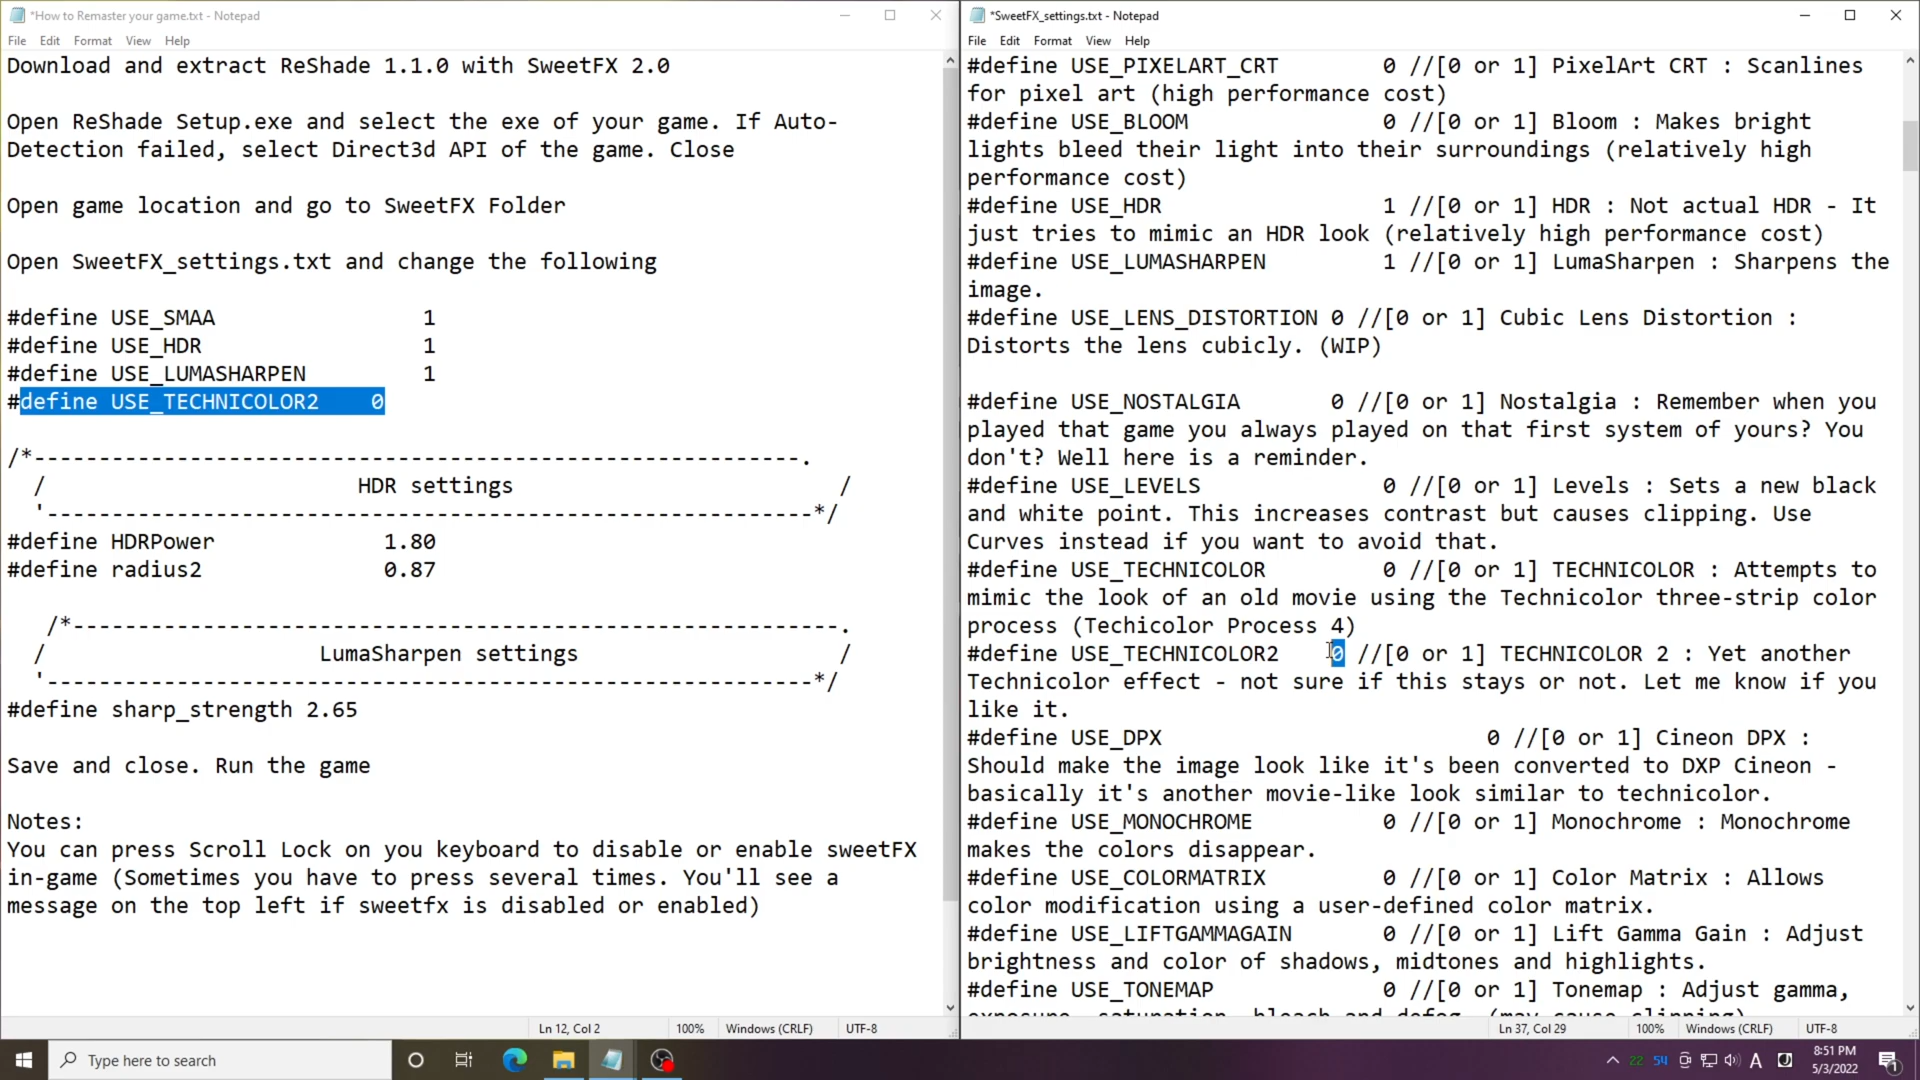 *How to Remaster your game.txt - Notepad
File Edit Format View Help
Download and extract ReShade 1.1.0 with SweetFX 2.0
Open ReShade Setup.exe and select the exe of your game. If Auto-
Detection failed, select Direct3d API of the game. Close
Open game location and go to SweetFX Folder
Open SweetFX_settings.txt and change the following
#define USE_SMAA 1
#define USE_HDR 1
#define USE_LUMASHARPEN 1
#define USE_TECHNICOLOR2 0
/*-----------------------------------------------------------.
/ HDR settings /
'-----------------------------------------------------------*/
#define HDRPower 1.80
#define radius2 0.87
/*-----------------------------------------------------------.
/ LumaSharpen settings /
'-----------------------------------------------------------*/
#define sharp_strength 2.65
Save and close. Run the game
Notes:
You can press Scroll Lock on you keyboard to disable or enable sweetFX
in-game (Sometimes you have to press several times. You'll see a
message on the top left if sweetfx is disabled or enabled)
Ln 12, Col 2 100% Windows (CRLF) UTF-8
*SweetFX_settings.txt - Notepad
File Edit Format View Help
#define USE_PIXELART_CRT 0 //[0 or 1] PixelArt CRT : Scanlines
for pixel art (high performance cost)
#define USE_BLOOM 0 //[0 or 1] Bloom : Makes bright
lights bleed their light into their surroundings (relatively high
performance cost)
#define USE_HDR 1 //[0 or 1] HDR : Not actual HDR - It
just tries to mimic an HDR look (relatively high performance cost)
#define USE_LUMASHARPEN 1 //[0 or 1] LumaSharpen : Sharpens the
image.
#define USE_LENS_DISTORTION 0 //[0 or 1] Cubic Lens Distortion :
Distorts the lens cubicly. (WIP)
#define USE_NOSTALGIA 0 //[0 or 1] Nostalgia : Remember when you
played that game you always played on that first system of yours? You
don't? Well here is a reminder.
#define USE_LEVELS 0 //[0 or 1] Levels : Sets a new black
and white point. This increases contrast but causes clipping. Use
Curves instead if you want to avoid that.
#define USE_TECHNICOLOR 0 //[0 or 1] TECHNICOLOR : Attempts to
mimic the look of an old movie using the Technicolor three-strip color
process (Techicolor Process 4)
#define USE_TECHNICOLOR2 0 //[0 or 1] TECHNICOLOR 2 : Yet another
Technicolor effect - not sure if this stays or not. Let me know if you
like it.
#define USE_DPX 0 //[0 or 1] Cineon DPX :
Should make the image look like it's been converted to DXP Cineon -
basically it's another movie-like look similar to technicolor.
#define USE_MONOCHROME 0 //[0 or 1] Monochrome : Monochrome
makes the colors disappear.
#define USE_COLORMATRIX 0 //[0 or 1] Color Matrix : Allows
color modification using a user-defined color matrix.
#define USE_LIFTGAMMAGAIN 0 //[0 or 1] Lift Gamma Gain : Adjust
brightness and color of shadows, midtones and highlights.
#define USE_TONEMAP 0 //[0 or 1] Tonemap : Adjust gamma,
exposure, saturation, bleach and defog. (may cause clipping)
Ln 37, Col 29 100% Windows (CRLF) UTF-8
Type here to search
22 54 A
8:51 PM
5/3/2022
1